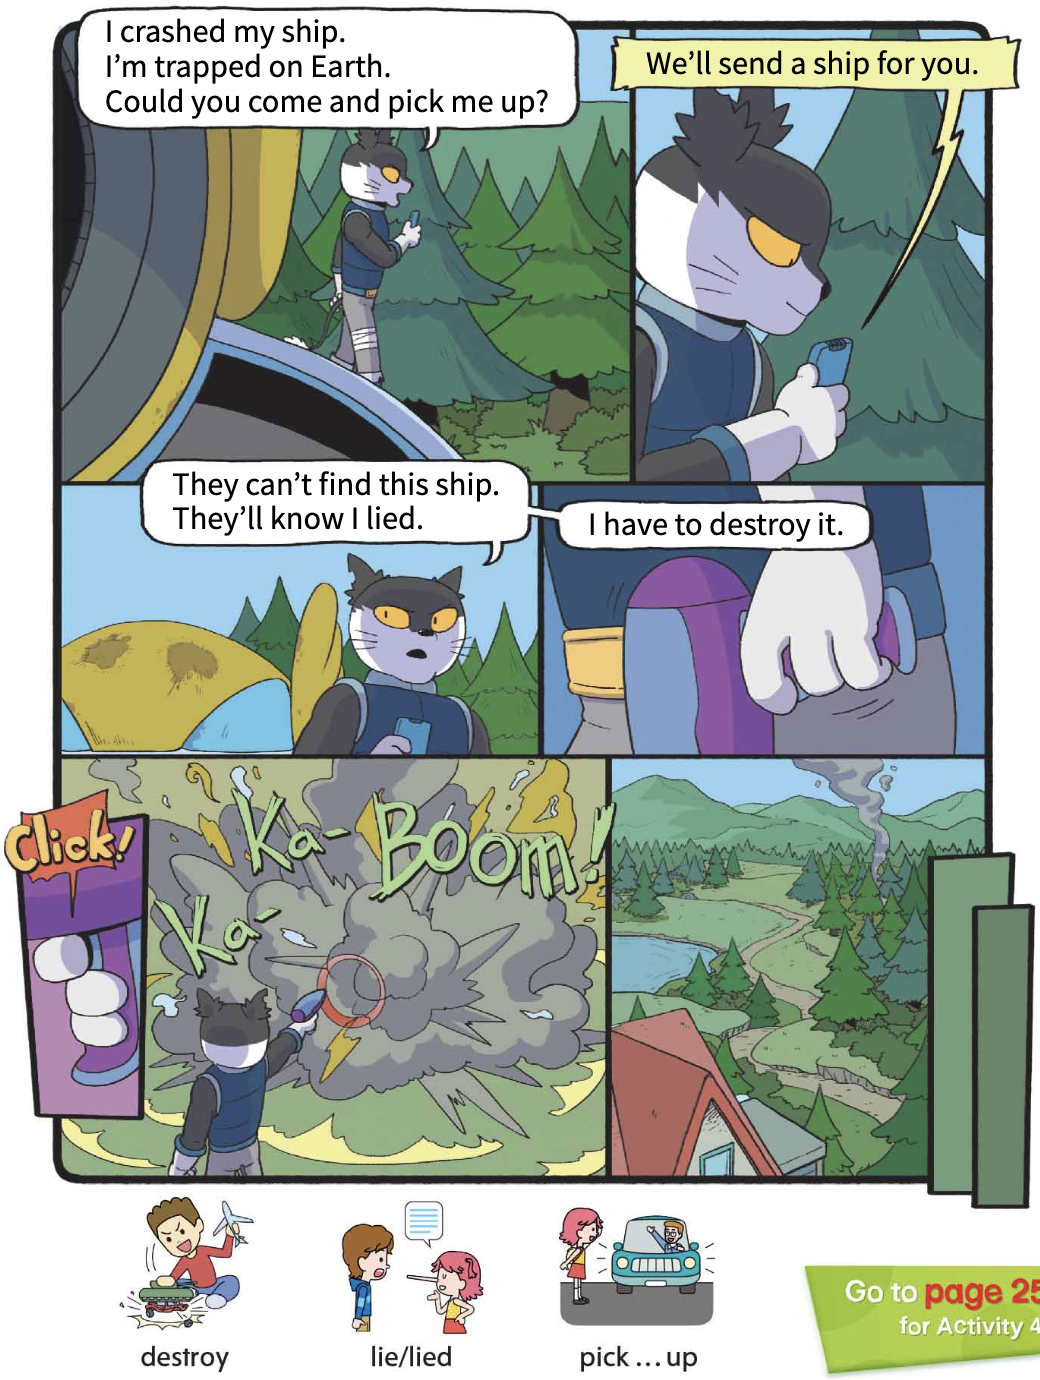 I crashed my ship.
I'm trapped on Earth.
Could you come and pick me up?
We'll send a ship for you.
They can't find this ship.
They'll know I lied.
I have to destroy it.
Click!
Ka-
Ka-BOOM!
destroy
lie/lied
pick ... up
Go to page 25
for Activity 4